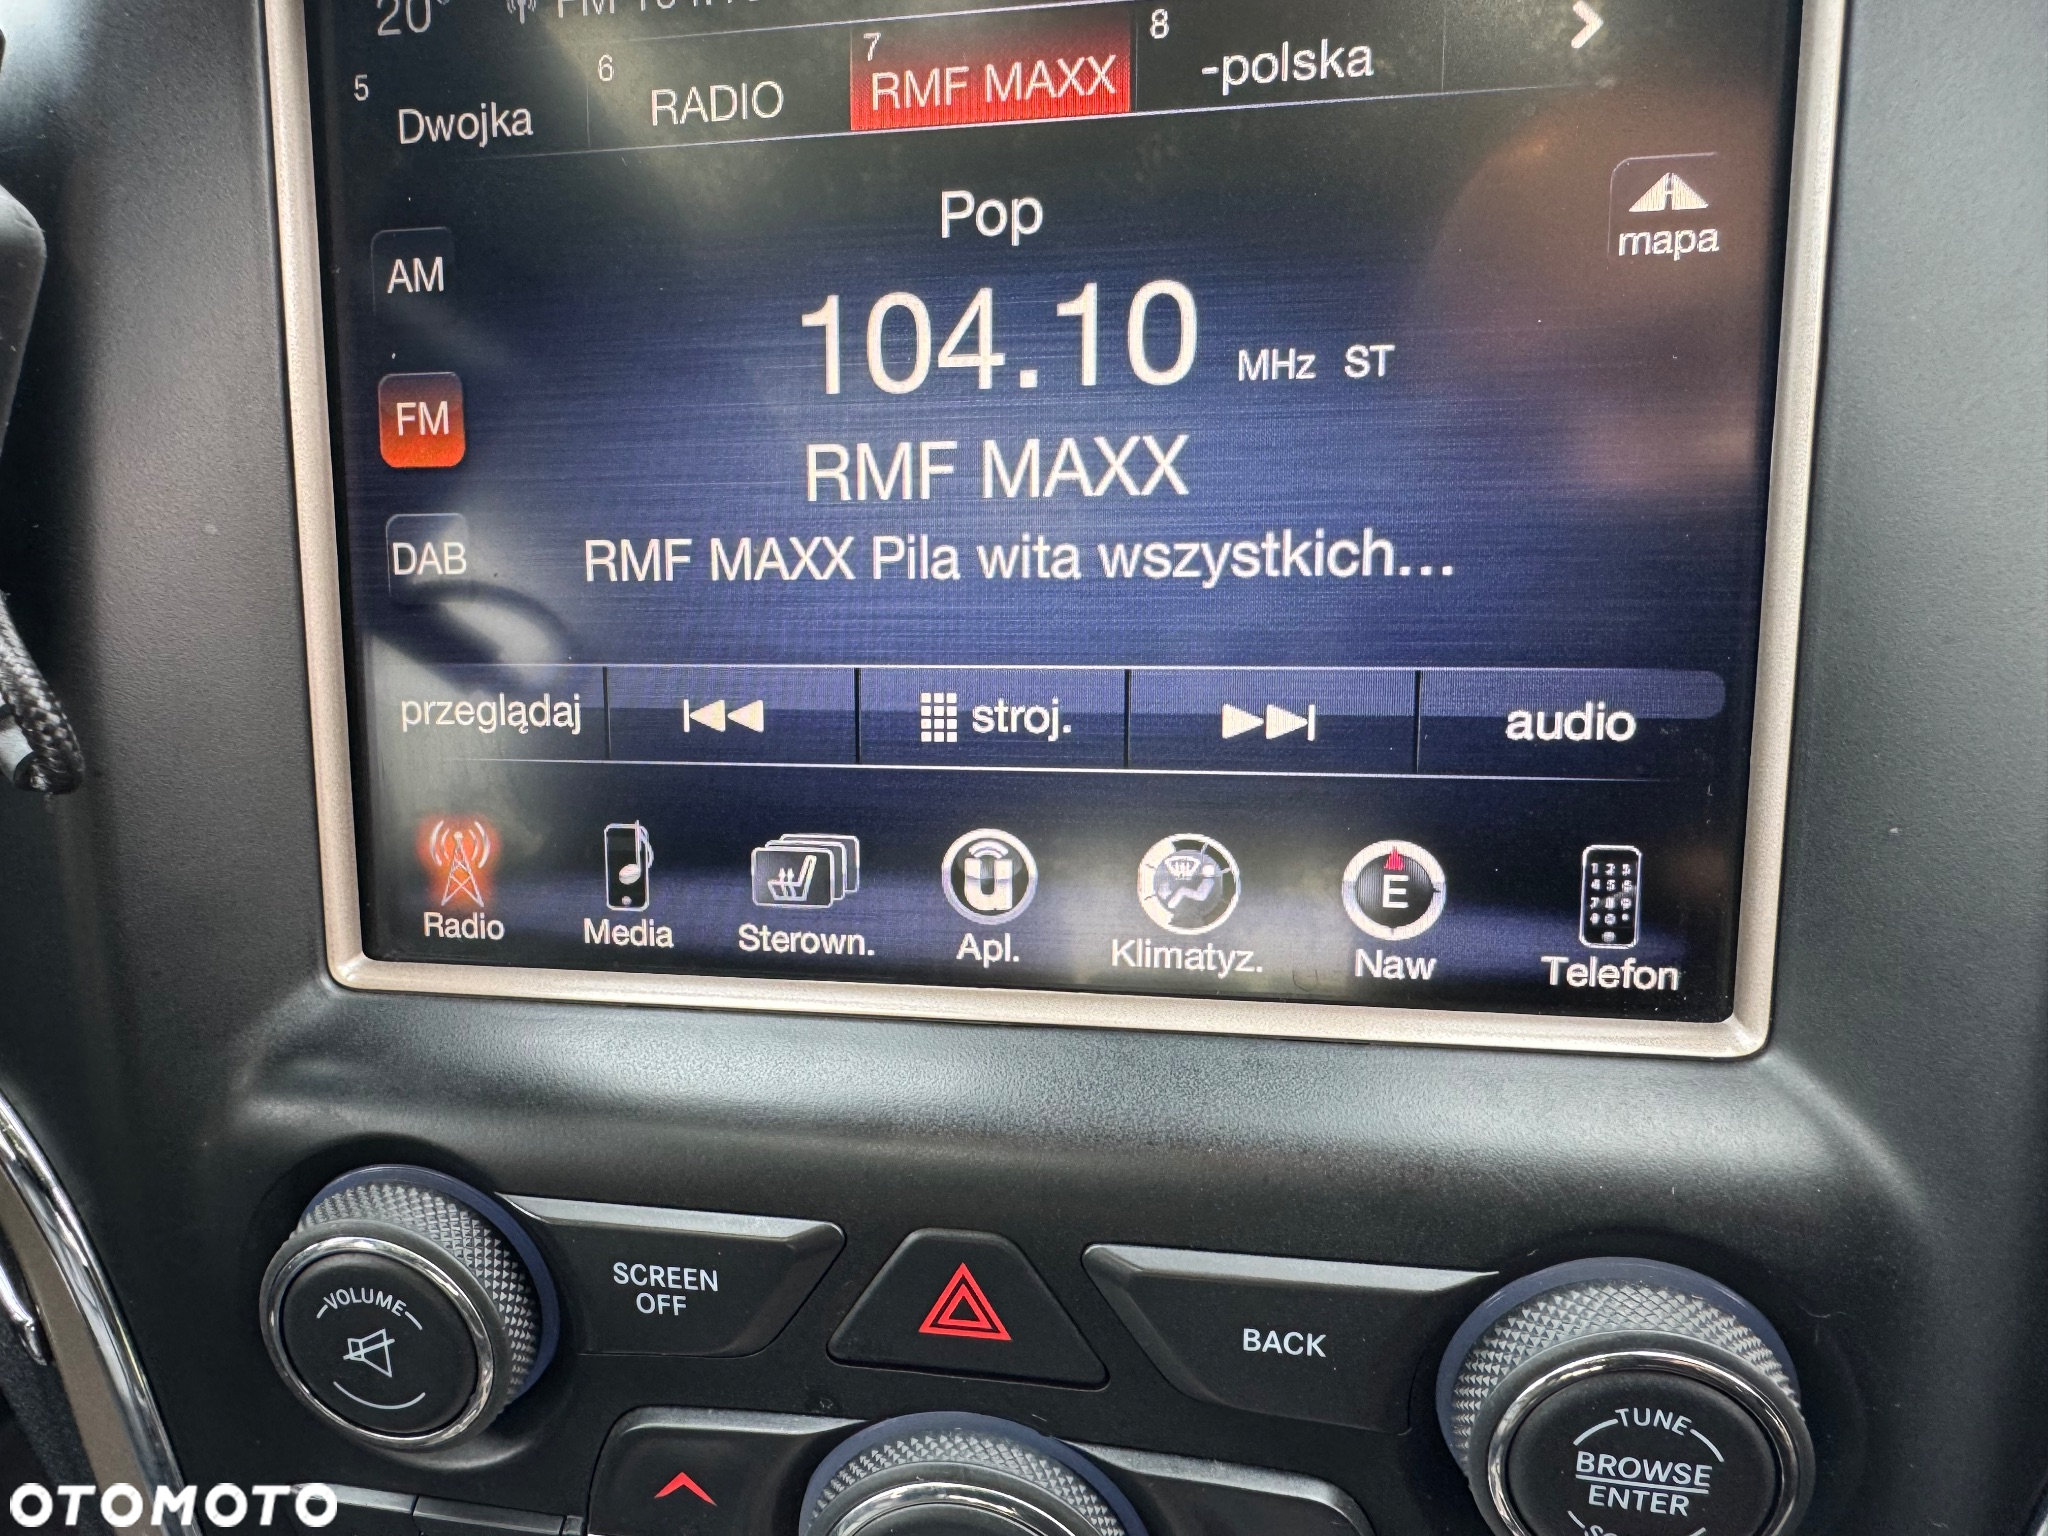 20°
5 Dwojka 6 RADIO 7 RMF MAXX 8 -polska
Pop
mapa
AM
104.10 MHz ST
FM
RMF MAXX
DAB
RMF MAXX Pila wita wszystkich...
przeglądaj stroj. audio
Radio Media Sterown. Apl. Klimatyz. E Naw Telefon
VOLUME
SCREEN
OFF
BACK
TUNE
BROWSE
ENTER
OTOMOTO